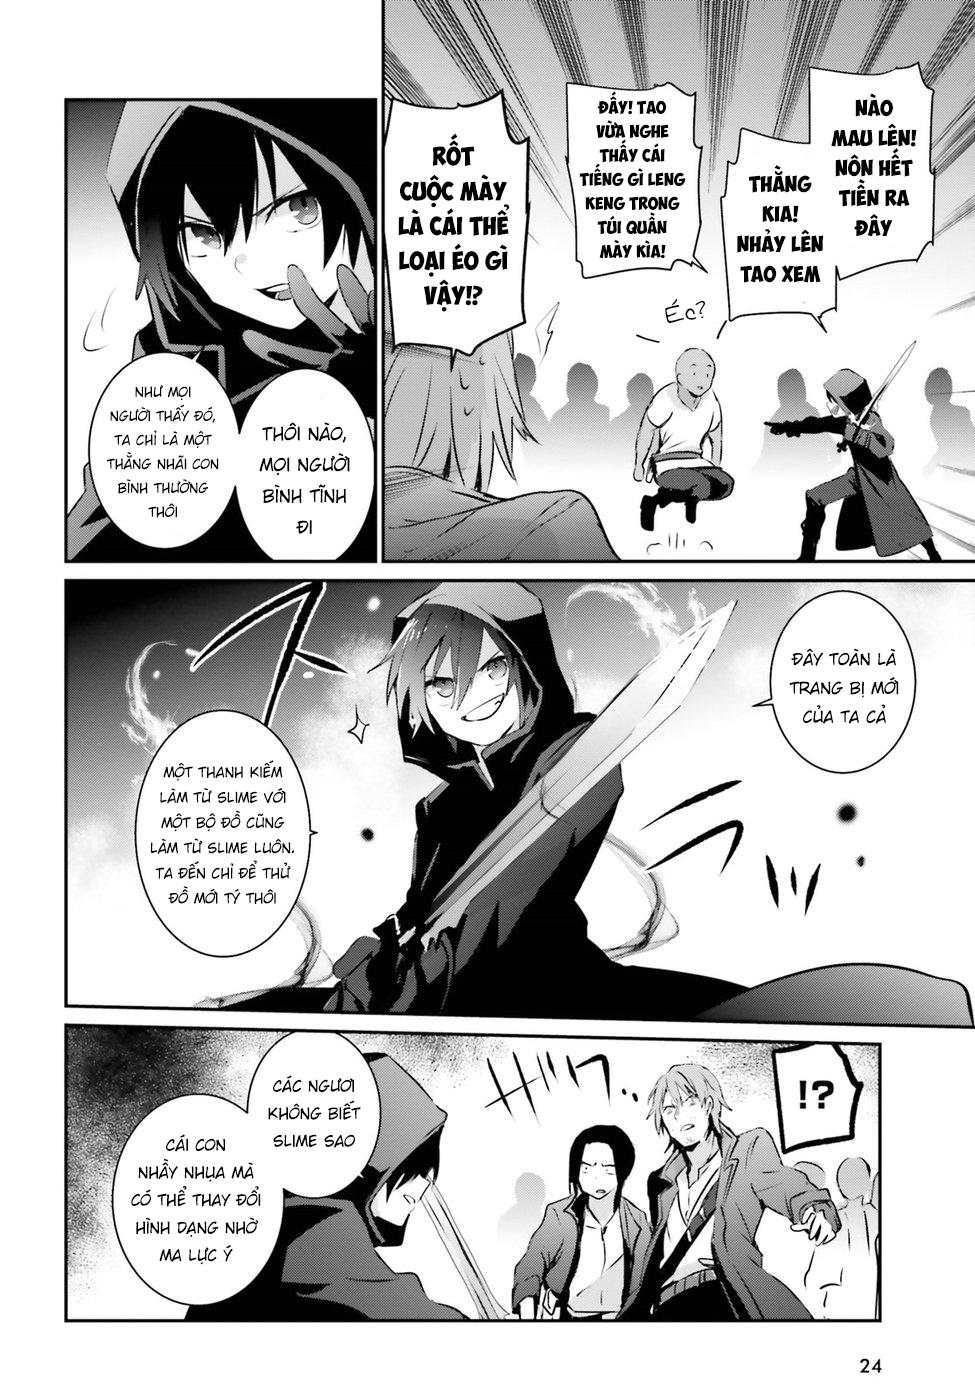 NÀO
MAU LÊN!
NÔN HẾT
TIỀN RA
ĐÂY
THẰNG
KIA!
NHẢY LÊN
TAO XEM
ĐẤY! TAO
VỪA NGHE
THẤY CÁI
TIẾNG GÌ LENG
KENG TRONG
TÚI QUẦN
MÀY KÌA!
Éc?
RỐT
CUỘC MÀY
LÀ CÁI THỂ
LOẠI ÉO GÌ
VẬY!?
THÔI NÀO,
MỌI NGƯỜI
BÌNH TĨNH
ĐI
NHƯ MỌI
NGƯỜI THẤY ĐÓ,
TA CHỈ LÀ MỘT
THẰNG NHÃI CON
BÌNH THƯỜNG
THÔI
ĐÂY TOÀN LÀ
TRANG BỊ MỚI
CỦA TA CẢ
MỘT THANH KIẾM
LÀM TỪ SLIME VỚI
MỘT BỘ ĐỒ CŨNG
LÀM TỪ SLIME LUÔN.
TA ĐẾN CHỈ ĐỂ THỬ
ĐỒ MỚI TÝ THÔI
!?
CÁC NGƯƠI
KHÔNG BIẾT
SLIME SAO
CÁI CON
NHẦY NHỤA MÀ
CÓ THỂ THAY ĐỔI
HÌNH DẠNG NHỜ
MA LỰC Ý
24